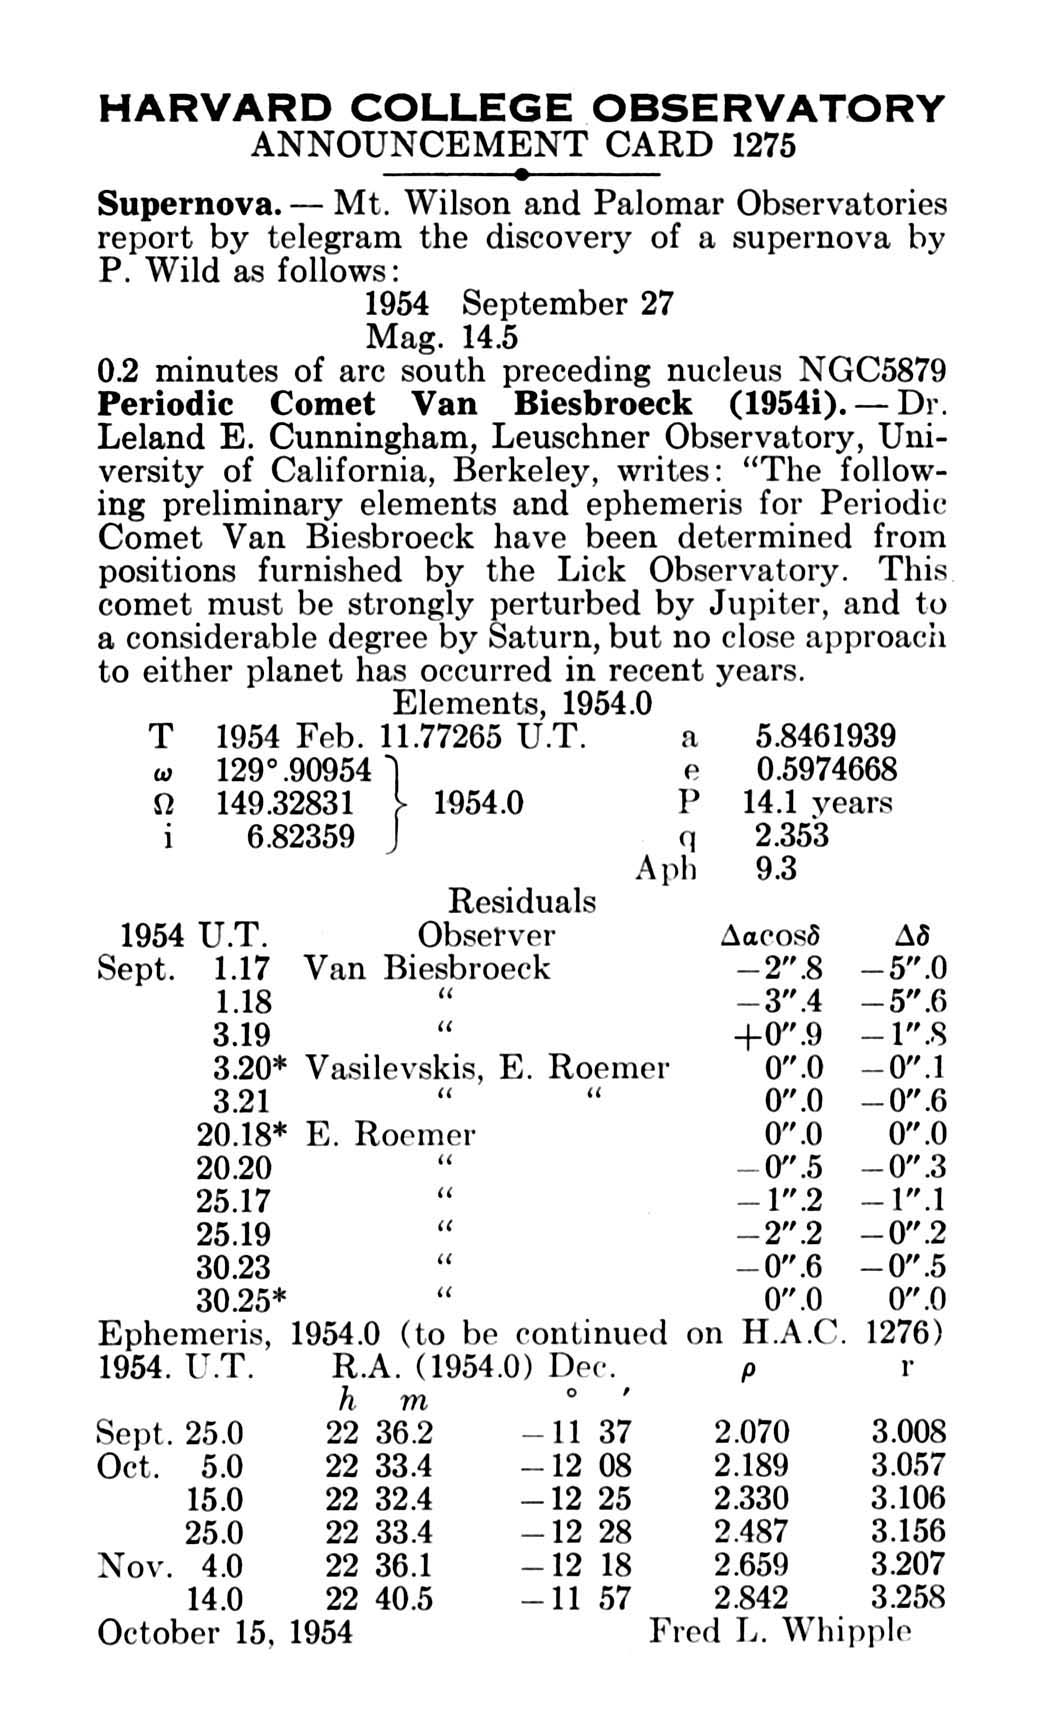 HARVARD COLLEGE OBSERVATORY
ANNOUNCEMENT CARD 1275
Supernova. — Mt. Wilson and Palomar Observatories
report by telegram the discovery of a supernova by
P. Wild as follows:
1954 September 27
Mag. 14.5
0.2 minutes of arc south preceding nucleus NGC5879
Periodic Comet Van Biesbroeck (1954i). — Dr.
Leland E. Cunningham, Leuschner Observatory, Uni-
versity of California, Berkeley, writes: “The follow-
ing preliminary elements and ephemeris for Periodic
Comet Van Biesbroeck have been determined from
positions furnished by the Lick Observatory. This
comet must be strongly perturbed by Jupiter, and to
a considerable degree by Saturn, but no close approach
to either planet has occurred in recent years.
Elements, 1954.0
T 1954 Feb. 11.77265 U.T. a 5.8461939
ω 129°.90954 e 0.5974668
Ω 149.32831 } 1954.0 P 14.1 years
i 6.82359 q 2.353
Aph 9.3
Residuals
1954 U.T. Observer Δαcosδ Δδ
Sept. 1.17 Van Biesbroeck —2″.8 —5″.0
1.18 “ —3″.4 —5″.6
3.19 “ +0″.9 —1″.8
3.20* Vasilevskis, E. Roemer 0″.0 —0″.1
3.21 “ “ 0″.0 —0″.6
20.18* E. Roemer 0″.0 0″.0
20.20 “ —0″.5 —0″.3
25.17 “ —1″.2 —1″.1
25.19 “ —2″.2 —0″.2
30.23 “ —0″.6 —0″.5
30.25* “ 0″.0 0″.0
Ephemeris, 1954.0 (to be continued on H.A.C. 1276)
1954. U.T. R.A. (1954.0) Dec. ρ r
h m ° ′
Sept. 25.0 22 36.2 —11 37 2.070 3.008
Oct. 5.0 22 33.4 —12 08 2.189 3.057
15.0 22 32.4 —12 25 2.330 3.106
25.0 22 33.4 —12 28 2.487 3.156
Nov. 4.0 22 36.1 —12 18 2.659 3.207
14.0 22 40.5 —11 57 2.842 3.258
October 15, 1954 Fred L. Whipple